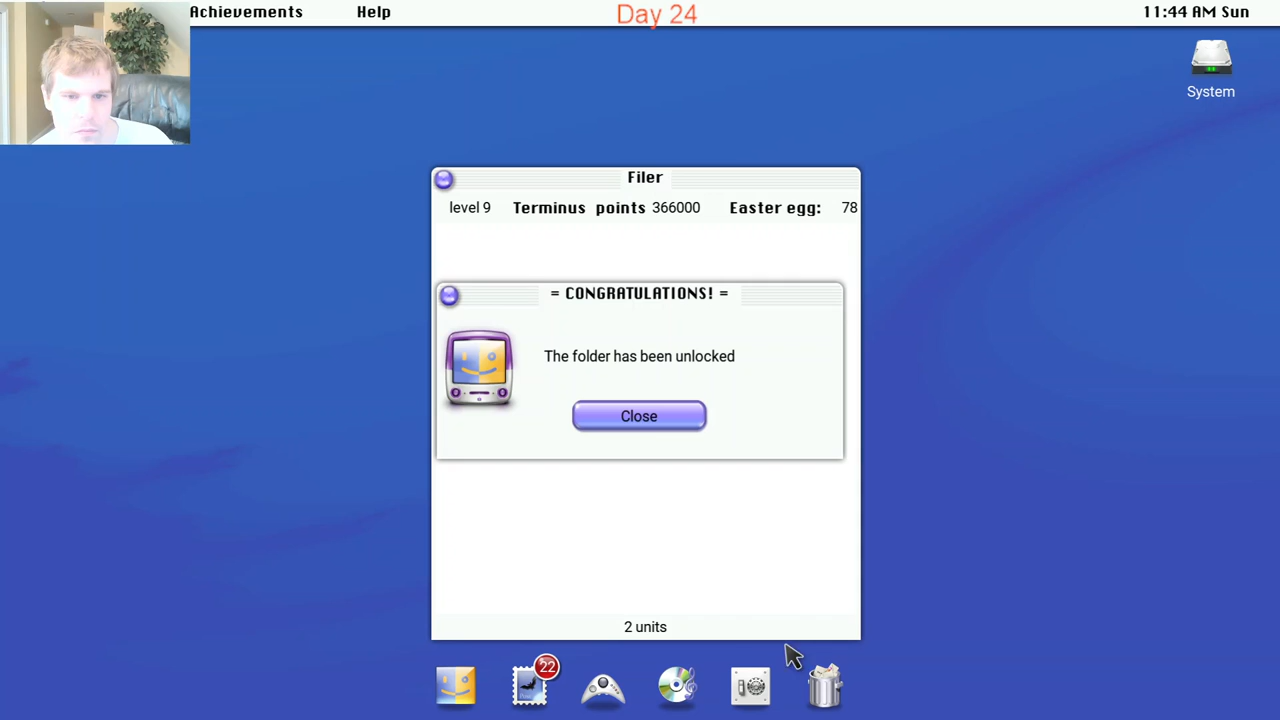 Achievements Help Day 24 11:44 AM Sun
System
Filer
level 9 Terminus points 366000 Easter egg: 78
= CONGRATULATIONS! =
The folder has been unlocked
Close
2 units
22